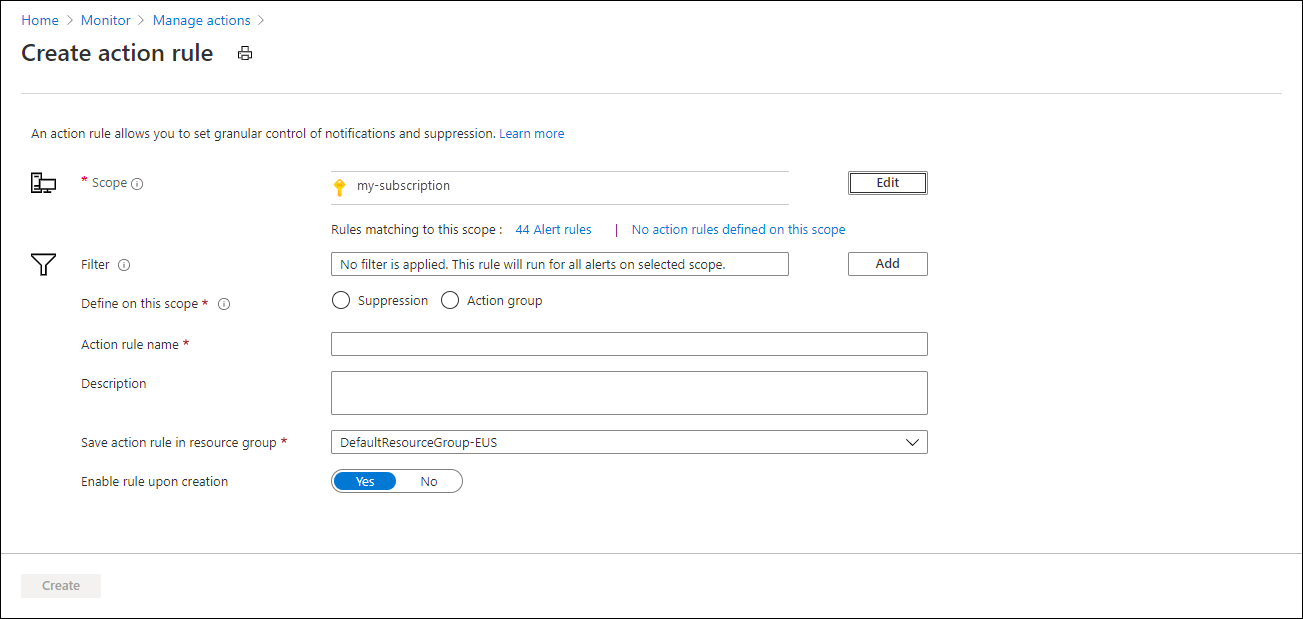 Home > Monitor > Manage actions >
Create action rule
An action rule allows you to set granular control of notifications and suppression. Learn more
* Scope
my-subscription
Edit
Rules matching to this scope : 44 Alert rules | No action rules defined on this scope
Filter
No filter is applied. This rule will run for all alerts on selected scope.
Add
Define on this scope *
Suppression
Action group
Action rule name *
Description
Save action rule in resource group *
DefaultResourceGroup-EUS
Enable rule upon creation
Yes
No
Create